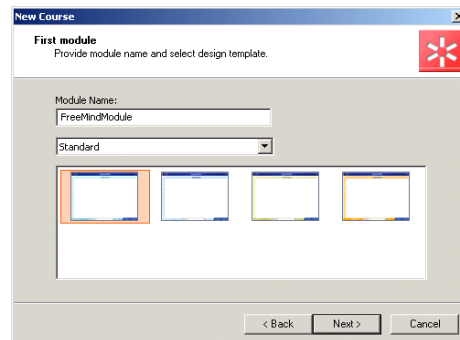 New Course
First module
Provide module name and select design template.
Module Name:
FreeMindModule
Standard
< Back
Next >
Cancel